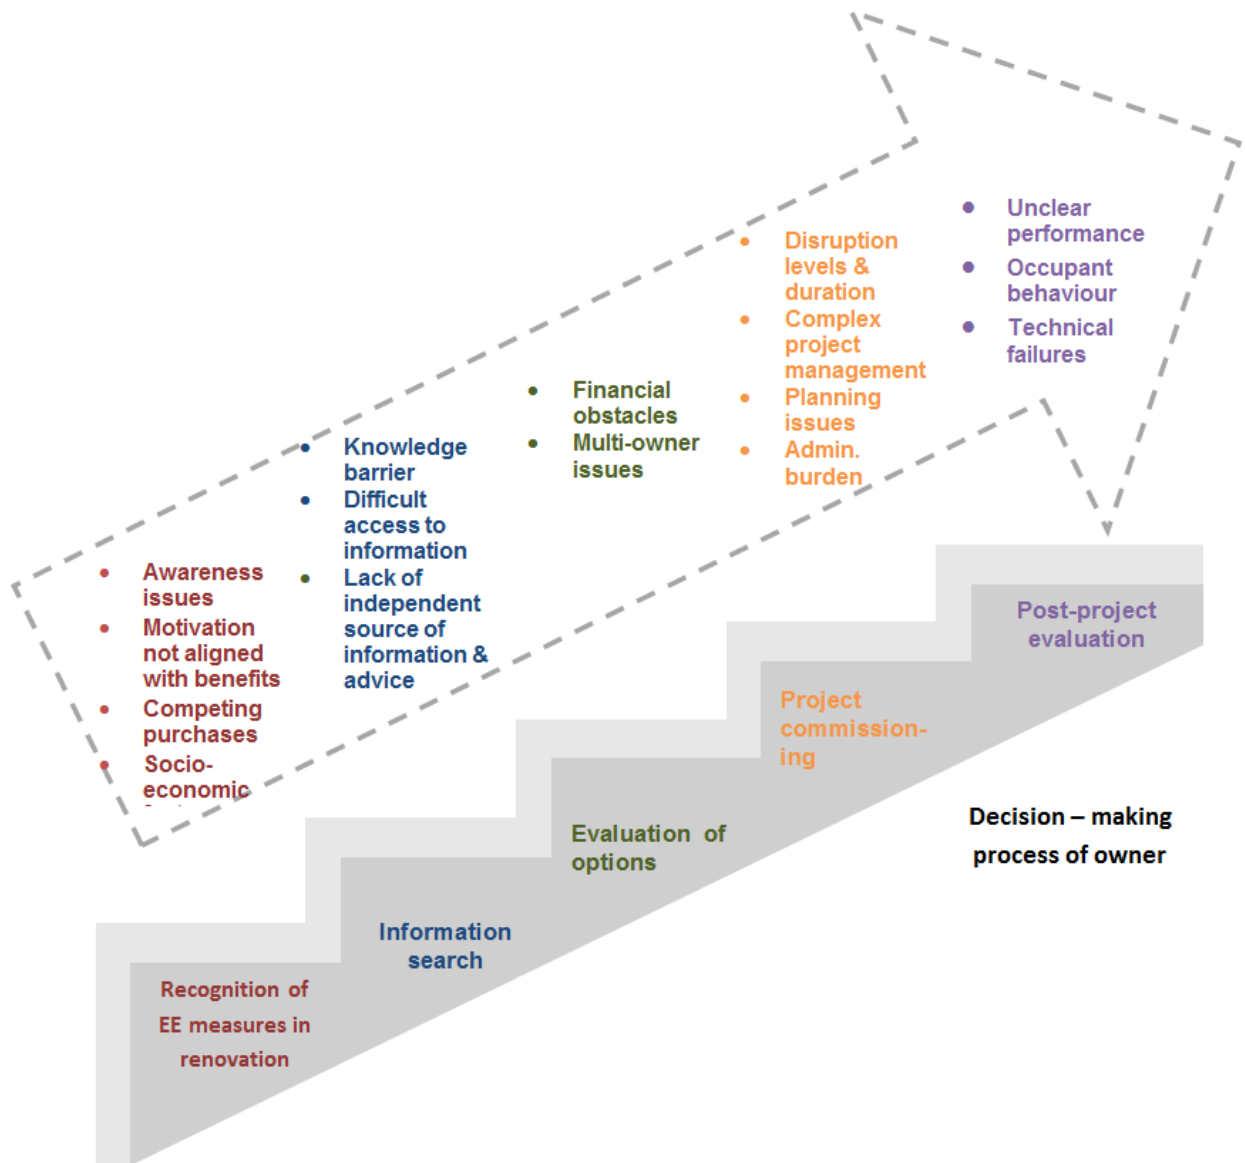 • Unclear
performance
• Occupant
behaviour
• Technical
failures
• Disruption
levels &
duration
• Complex
project
management
• Planning
issues
• Admin.
burden
• Financial
obstacles
• Multi-owner
issues
• Knowledge
barrier
• Difficult
access to
information
• Lack of
independent
source of
information &
advice
• Awareness
issues
• Motivation
not aligned
with benefits
• Competing
purchases
• Socio-
economic
Post-project
evaluation
Project
commission-
ing
Evaluation of
options
Information
search
Recognition of
EE measures in
renovation
Decision – making
process of owner